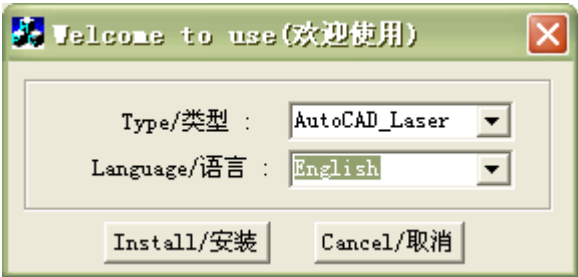 Welcome to use(欢迎使用)
Type/类型 : AutoCAD_Laser
Language/语言 : English
Install/安装 Cancel/取消